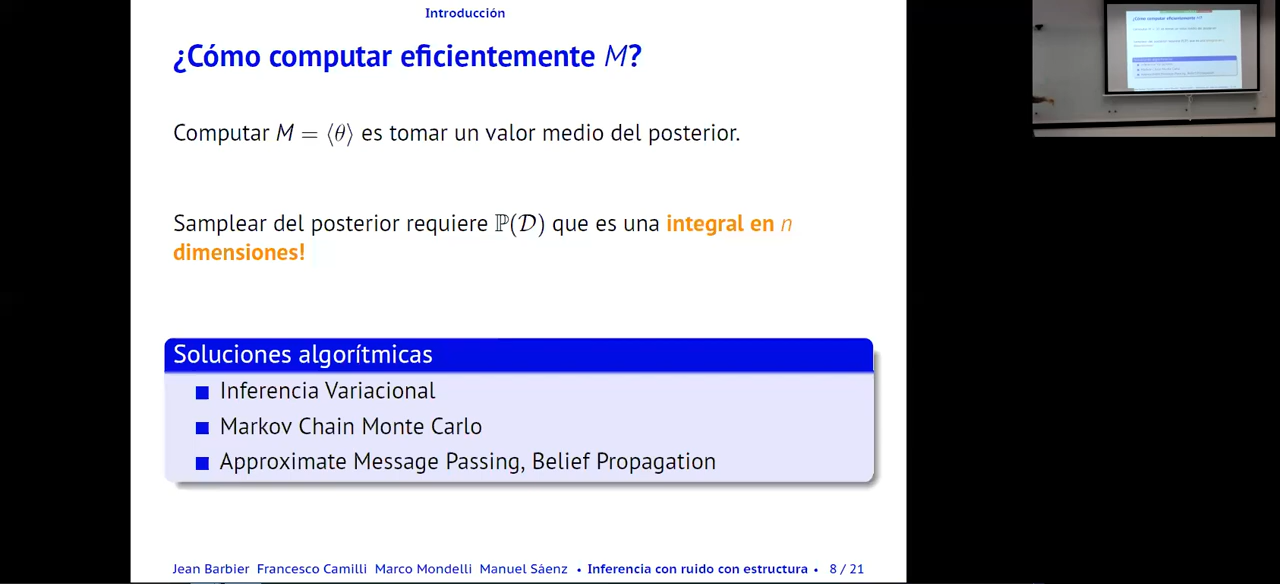 Introducción
¿Cómo computar eficientemente M?
Computar M = ⟨θ⟩ es tomar un valor medio del posterior.
Samplear del posterior requiere ℙ(𝒟) que es una integral en n
dimensiones!
Soluciones algorítmicas
Inferencia Variacional
Markov Chain Monte Carlo
Approximate Message Passing, Belief Propagation
Jean Barbier Francesco Camilli Marco Mondelli Manuel Sáenz • Inferencia con ruido con estructura • 8 / 21